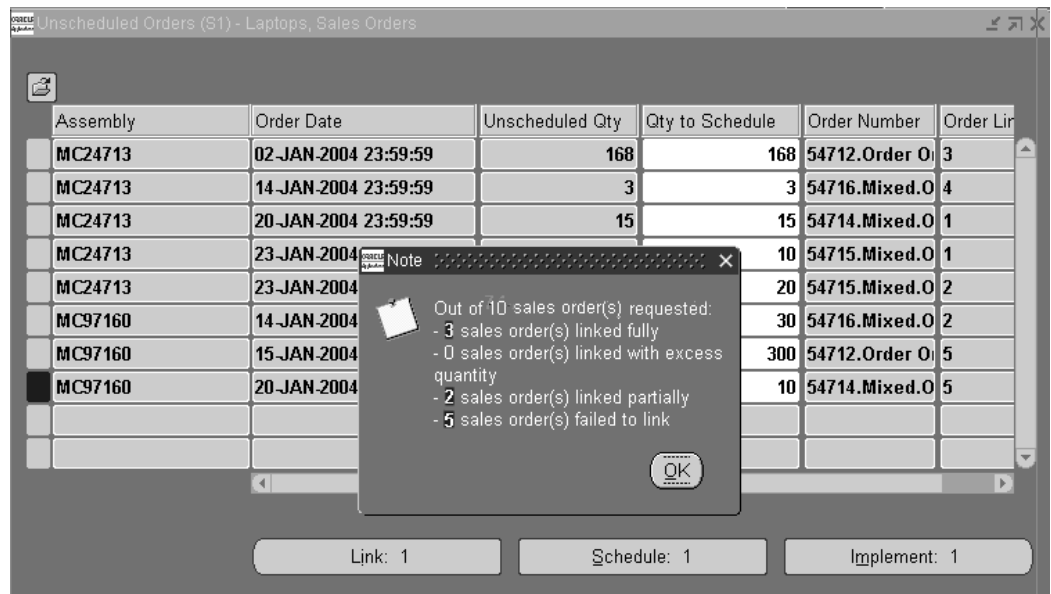 Unscheduled Orders (S1) - Laptops, Sales Orders
Assembly Order Date Unscheduled Qty Qty to Schedule Order Number Order Lin
MC24713 02-JAN-2004 23:59:59 168 168 54712.Order O 3
MC24713 14-JAN-2004 23:59:59 3 3 54716.Mixed.O 4
MC24713 20-JAN-2004 23:59:59 15 15 54714.Mixed.O 1
MC24713 23-JAN-2004 10 54715.Mixed.O 1
MC24713 23-JAN-2004 20 54715.Mixed.O 2
MC97160 14-JAN-2004 30 54716.Mixed.O 2
MC97160 15-JAN-2004 300 54712.Order O 5
MC97160 20-JAN-2004 10 54714.Mixed.O 5
Note
Out of 10 sales order(s) requested:
- 3 sales order(s) linked fully
- 0 sales order(s) linked with excess
quantity
- 2 sales order(s) linked partially
- 5 sales order(s) failed to link
OK
Link: 1 Schedule: 1 Implement: 1